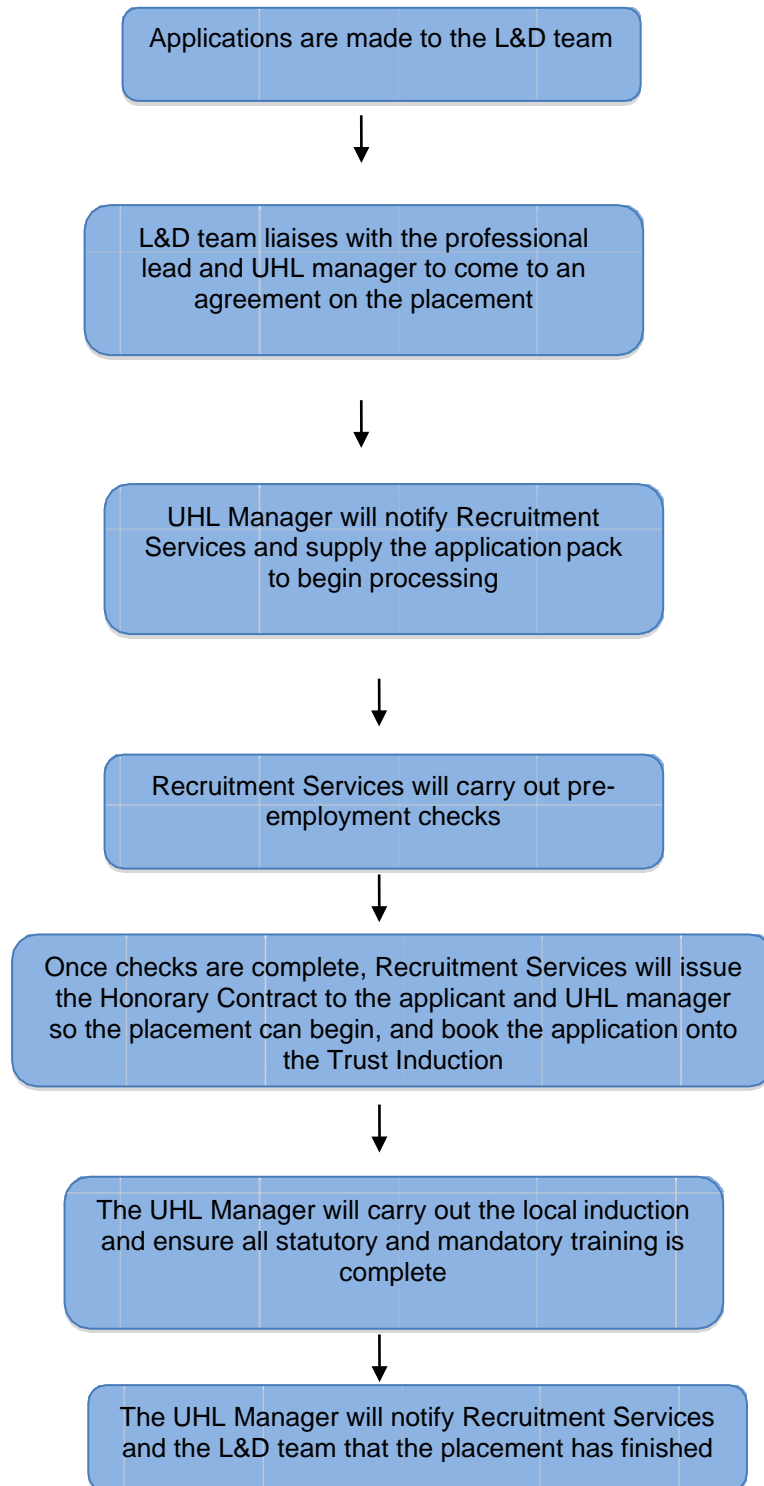 Applications are made to the L&D team
L&D team liaises with the professional
lead and UHL manager to come to an
agreement on the placement
UHL Manager will notify Recruitment
Services and supply the application pack
to begin processing
Recruitment Services will carry out pre-
employment checks
Once checks are complete, Recruitment Services will issue
the Honorary Contract to the applicant and UHL manager
so the placement can begin, and book the application onto
the Trust Induction
The UHL Manager will carry out the local induction
and ensure all statutory and mandatory training is
complete
The UHL Manager will notify Recruitment Services
and the L&D team that the placement has finished